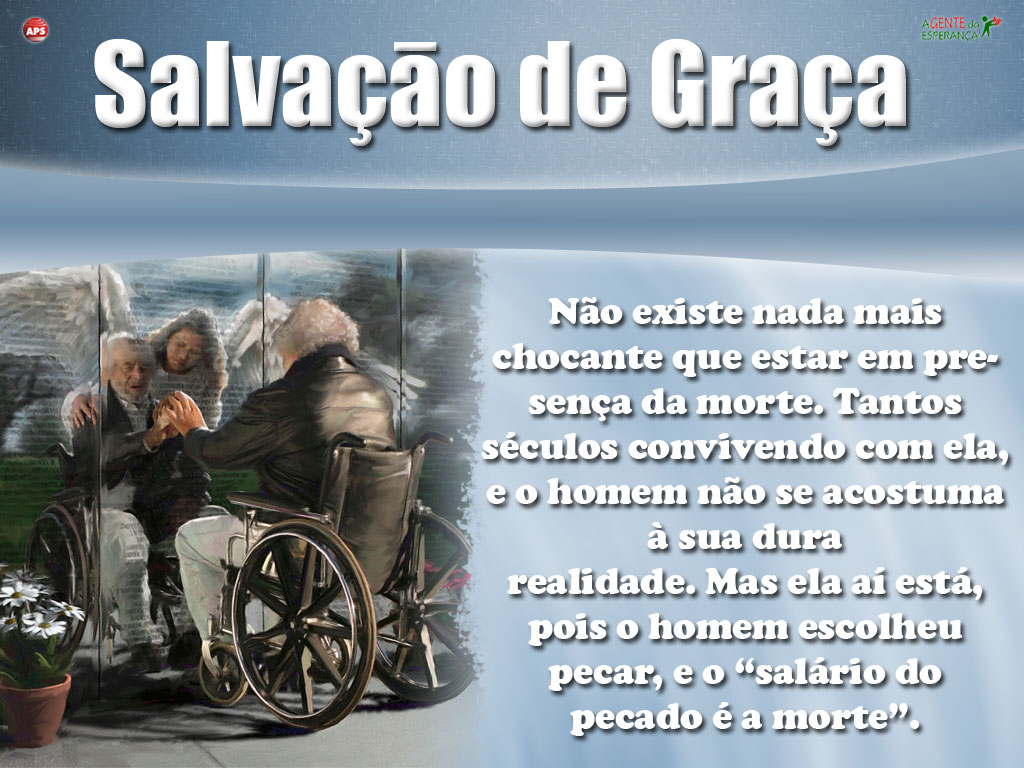 APS
AGENTE da
ESPERANÇA
Salvação de Graça
Não existe nada mais
chocante que estar em pre-
sença da morte. Tantos
séculos convivendo com ela,
e o homem não se acostuma
à sua dura
realidade. Mas ela aí está,
pois o homem escolheu
pecar, e o “salário do
pecado é a morte”.